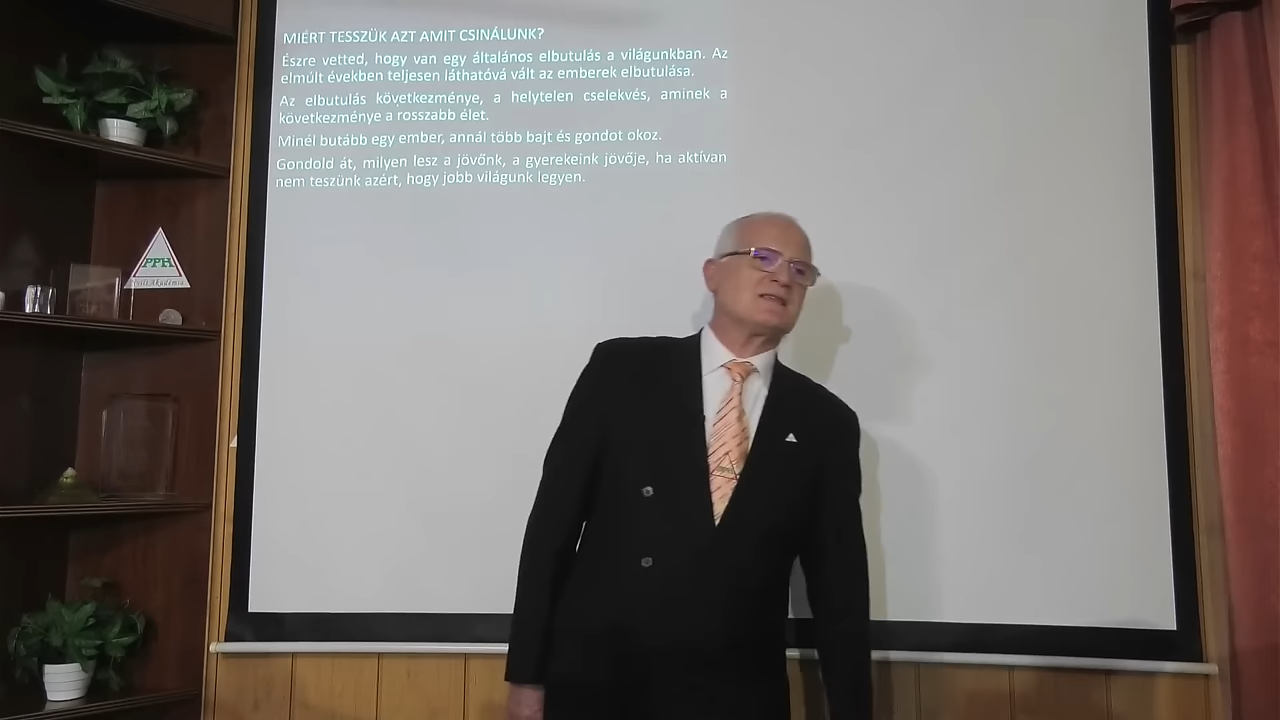 MIÉRT TESSZÜK AZT AMIT CSINÁLUNK?
Észre vetted, hogy van egy általános elbutulás a világunkban. Az
elmúlt években teljesen láthatóvá vált az emberek elbutulása.
Az elbutulás következménye, a helytelen cselekvés, aminek a
következménye a rosszabb élet.
Minél butább egy ember, annál több bajt és gondot okoz.
Gondold át, milyen lesz a jövőnk, a gyerekeink jövője, ha aktívan
nem teszünk azért, hogy jobb világunk legyen.
PPH
Nyílt Akadémia